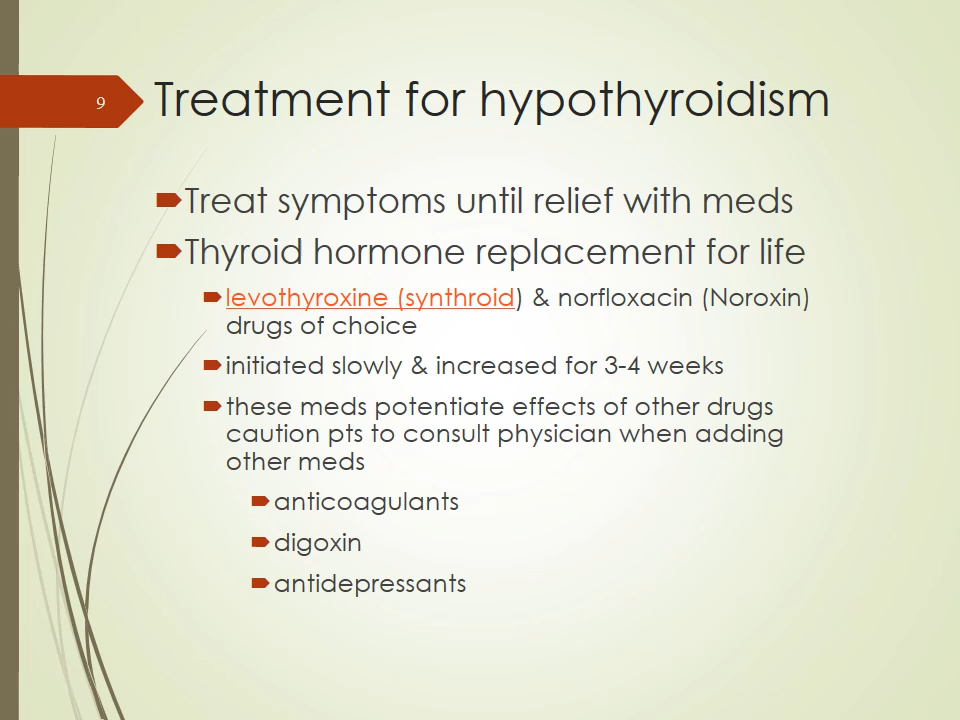 9
Treatment for hypothyroidism
Treat symptoms until relief with meds
Thyroid hormone replacement for life
levothyroxine (synthroid) & norfloxacin (Noroxin)
drugs of choice
initiated slowly & increased for 3-4 weeks
these meds potentiate effects of other drugs
caution pts to consult physician when adding
other meds
anticoagulants
digoxin
antidepressants